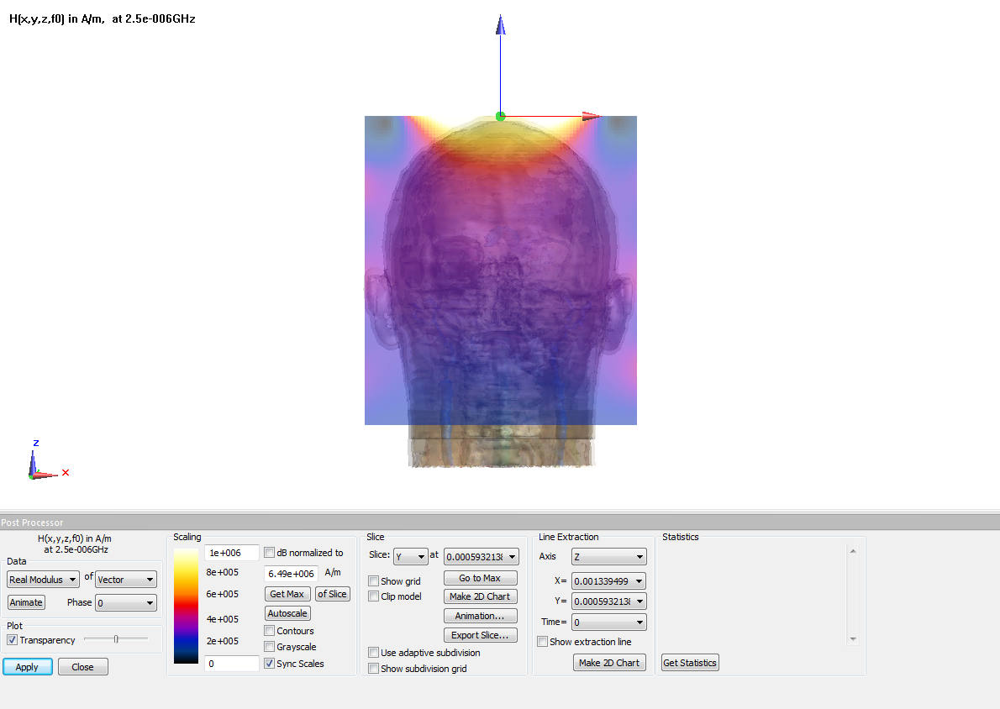 H(x,y,z,f0) in A/m, at 2.5e-006GHz
z
x
Post Processor
H(x,y,z,f0) in A/m
at 2.5e-006GHz
Data
Real Modulus of Vector
Animate Phase 0
Plot
Transparency
Apply Close
Scaling
1e+006 dB normalized to
8e+005 6.49e+006 A/m
6e+005 Get Max of Slice
Autoscale
4e+005 Contours
2e+005 Grayscale
0 Sync Scales
Slice
Slice: Y at 0.000593213
Show grid Go to Max
Clip model Make 2D Chart
Animation...
Export Slice...
Use adaptive subdivision
Show subdivision grid
Line Extraction
Axis Z
X= 0.001339499
Y= 0.000593213
Time= 0
Show extraction line
Make 2D Chart
Statistics
Get Statistics